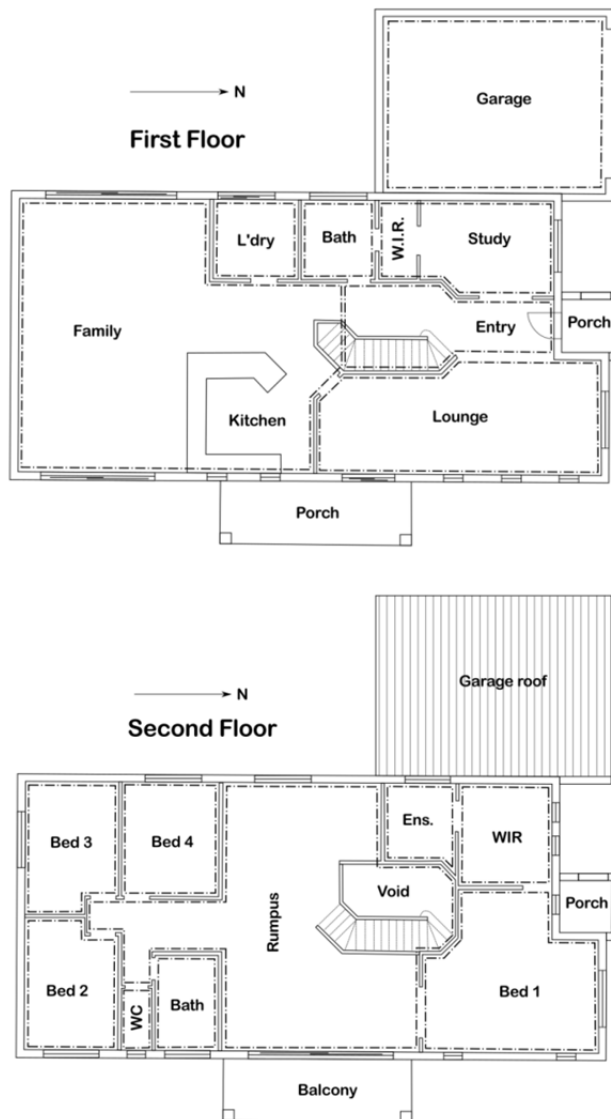 Garage
N
First Floor
L'dry
Bath
W.I.R.
Study
Family
Entry
Porch
Kitchen
Lounge
Porch
Garage roof
N
Second Floor
Bed 3
Bed 4
Ens.
WIR
Rumpus
Void
Porch
Bed 2
WC
Bath
Bed 1
Balcony